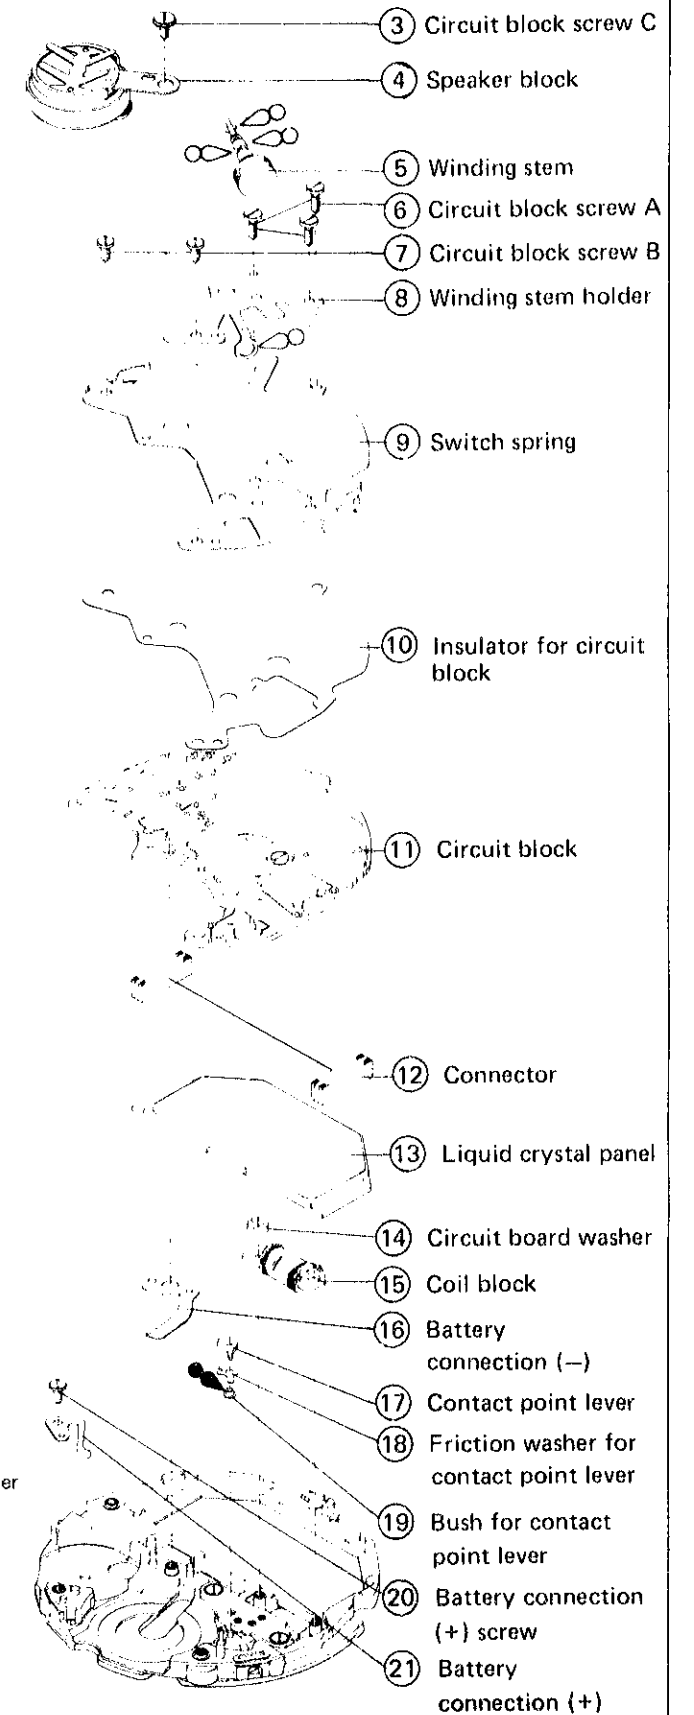 3 Circuit block screw C
4 Speaker block
5 Winding stem
6 Circuit block screw A
7 Circuit block screw B
8 Winding stem holder
9 Switch spring
10 Insulator for circuit
block
11 Circuit block
12 Connector
13 Liquid crystal panel
14 Circuit board washer
15 Coil block
16 Battery
connection (−)
17 Contact point lever
18 Friction washer for
contact point lever
er
19 Bush for contact
point lever
20 Battery connection
(+) screw
21 Battery
connection (+)